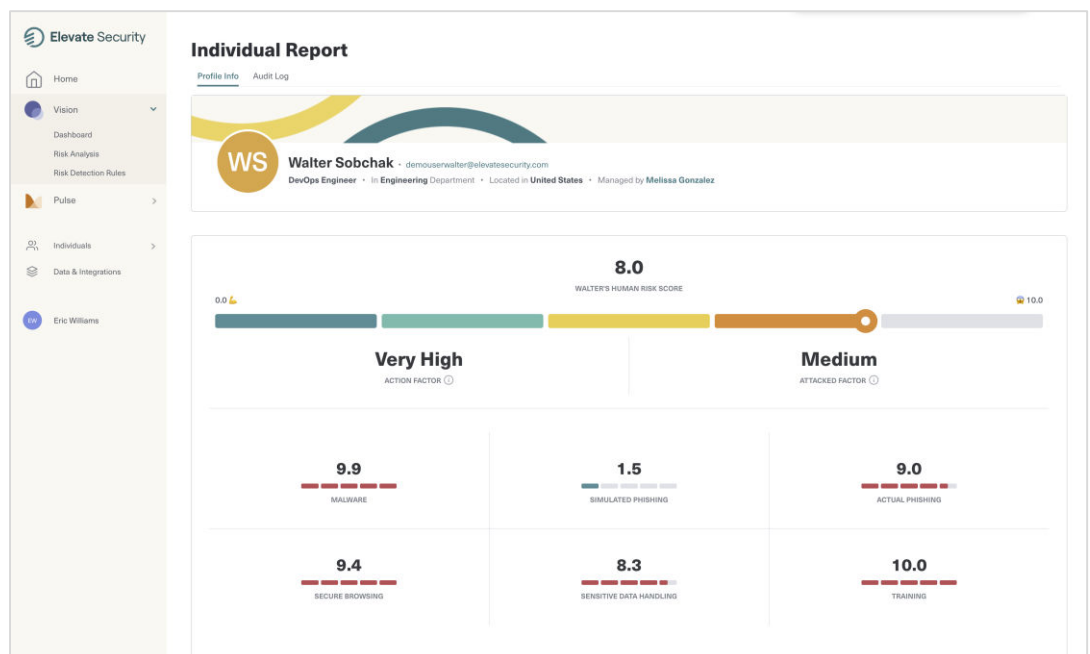 Elevate Security
Home
Vision
Dashboard
Risk Analysis
Risk Detection Rules
Pulse
Individuals
Data & Integrations
EW Eric Williams
Individual Report
Profile Info Audit Log
WS
Walter Sobchak · demouserwalter@elevatesecurity.com
DevOps Engineer · In Engineering Department · Located in United States · Managed by Melissa Gonzalez
8.0
WALTER'S HUMAN RISK SCORE
0.0 💪 😱 10.0
Very High
ACTION FACTOR
Medium
ATTACKED FACTOR
9.9
MALWARE
1.5
SIMULATED PHISHING
9.0
ACTUAL PHISHING
9.4
SECURE BROWSING
8.3
SENSITIVE DATA HANDLING
10.0
TRAINING